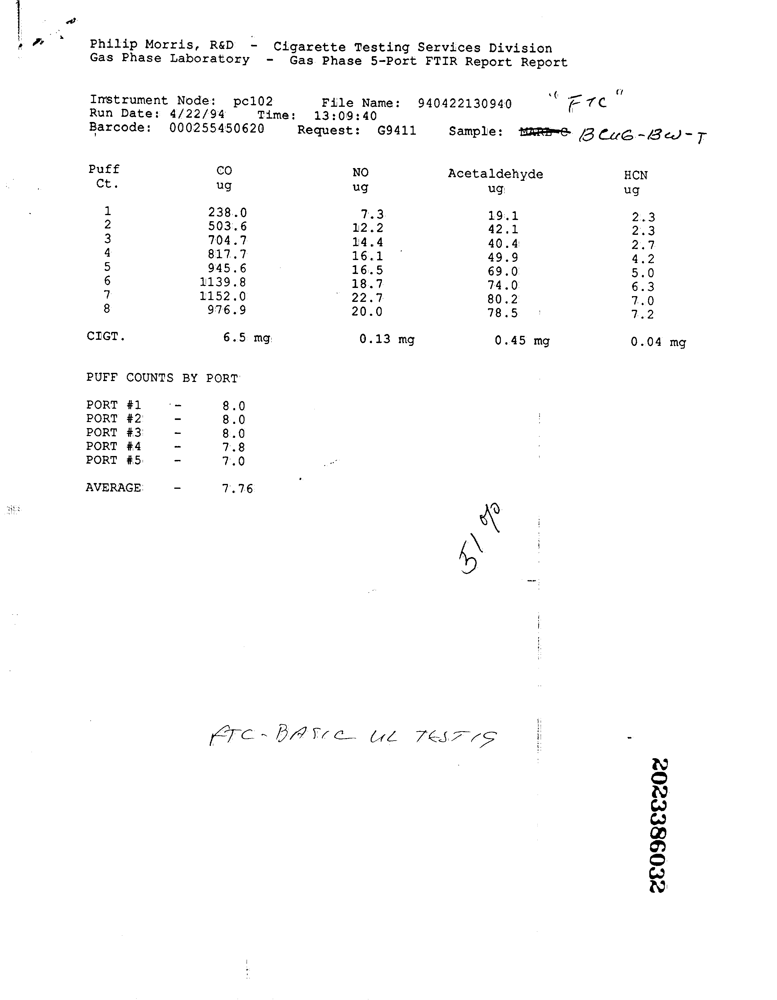 Philip Morris, R&D - Cigarette Testing Services Division
Gas Phase Laboratory - Gas Phase 5-Port FTIR Report Report
Instrument Node: pc102 File Name: 940422130940 "FTC"
Run Date: 4/22/94 Time: 13:09:40
Barcode: 000255450620 Request: G9411 Sample: BCUG-BW-T
Puff CO NO Acetaldehyde HCN
Ct. ug ug ug ug
1 238.0 7.3 19.1 2.3
2 503.6 12.2 42.1 2.3
3 704.7 14.4 40.4 2.7
4 817.7 16.1 49.9 4.2
5 945.6 16.5 69.0 5.0
6 1139.8 18.7 74.0 6.3
7 1152.0 22.7 80.2 7.0
8 976.9 20.0 78.5 7.2
CIGT. 6.5 mg 0.13 mg 0.45 mg 0.04 mg
PUFF COUNTS BY PORT
PORT #1 - 8.0
PORT #2 - 8.0
PORT #3 - 8.0
PORT #4 - 7.8
PORT #5 - 7.0
AVERAGE - 7.76
51 %
FTC-BASIC UL TESTIS
2023386032